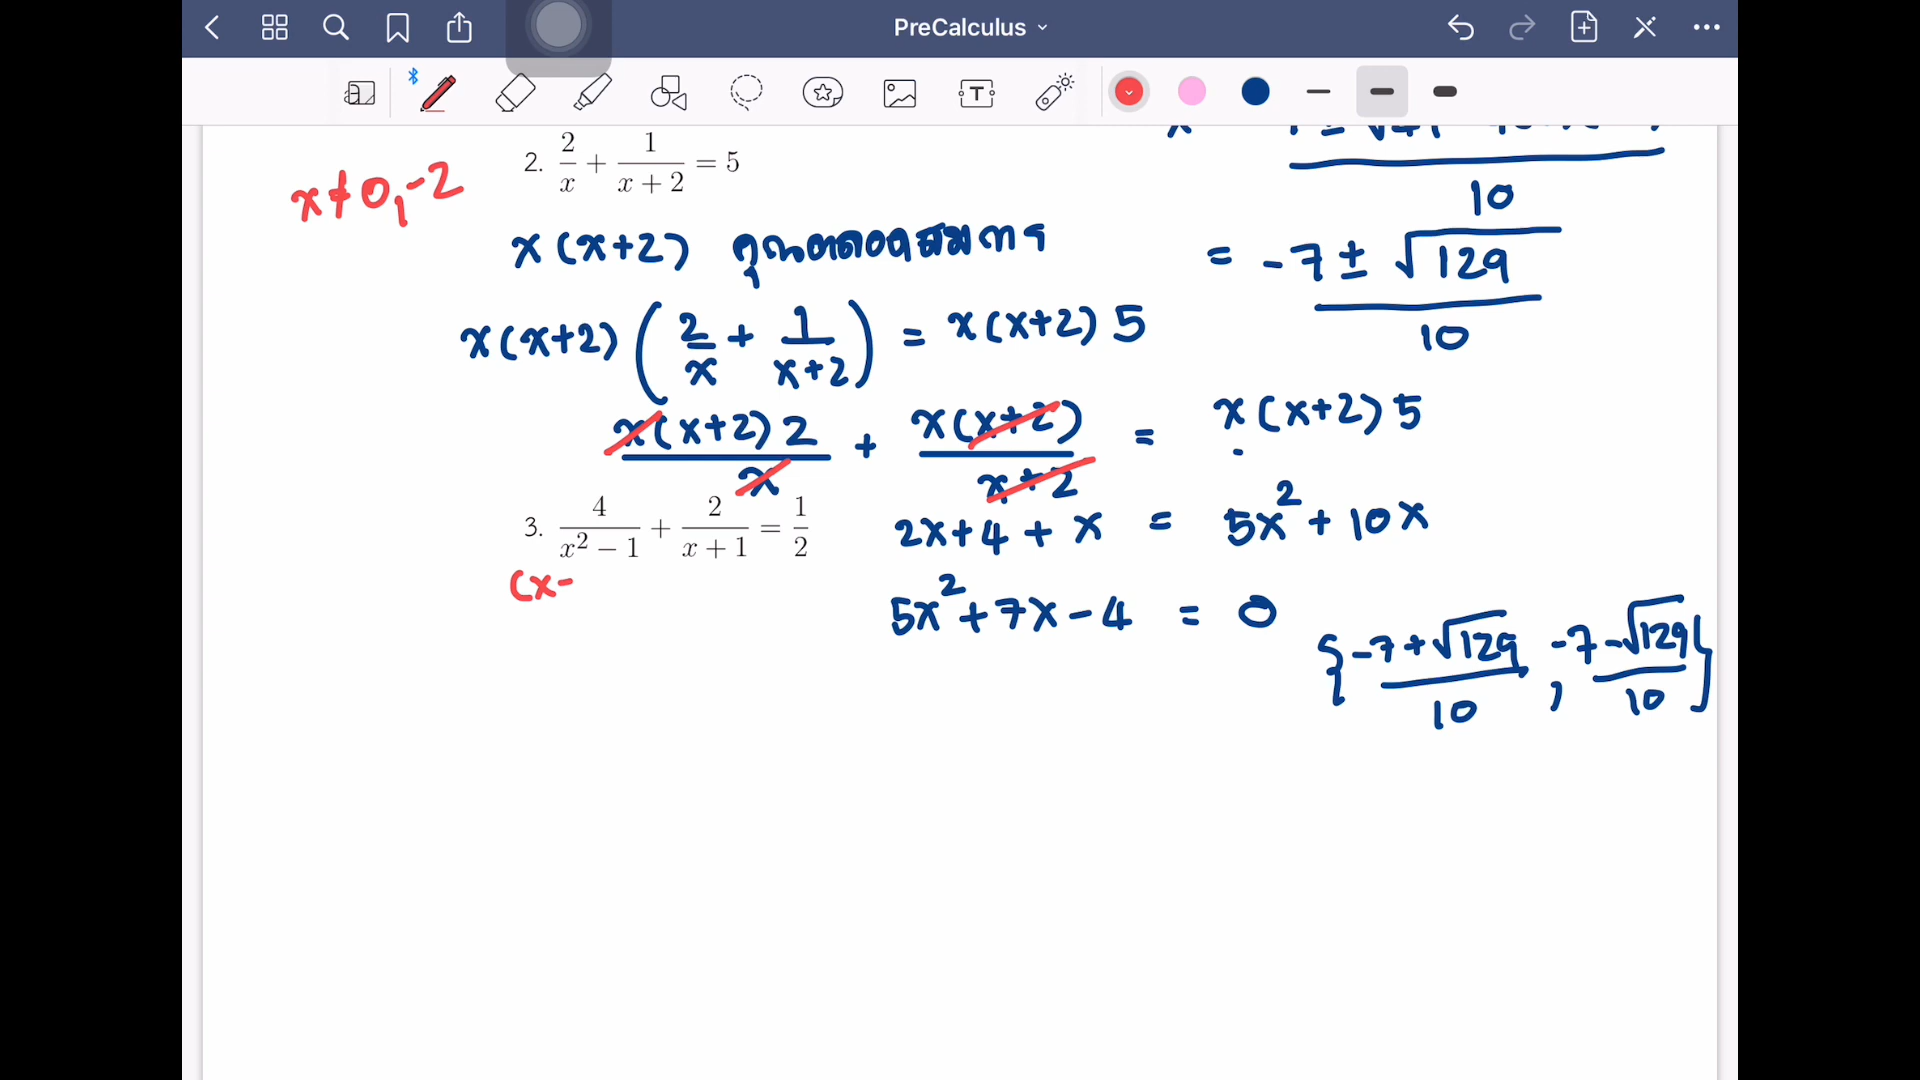 PreCalculus
2. 2/x + 1/(x + 2) = 5
x ≠ 0, -2
x(x+2) คูณตลอดสมการ
x(x+2) (2/x + 1/(x+2)) = x(x+2) 5
x(x+2) 2 / x + x(x+2) / (x+2) = x(x+2) 5
2x+4 + x = 5x² + 10x
5x² + 7x - 4 = 0
10
= -7 ± √129 / 10
{ -7 + √129 / 10 , -7 - √129 / 10 }
3. 4/(x² − 1) + 2/(x + 1) = 1/2
(x-